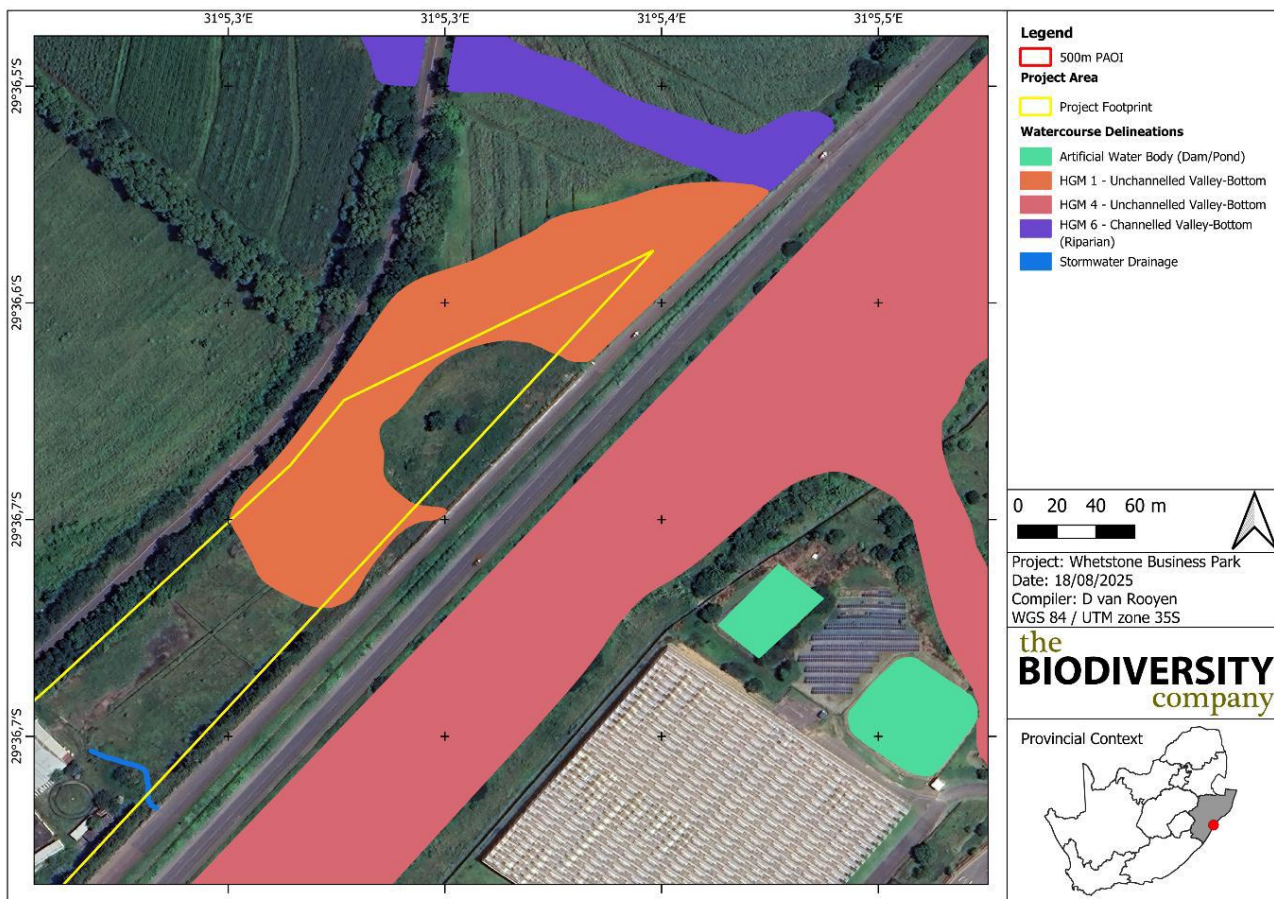 31°5,3'E
31°5,3'E
31°5,4'E
31°5,5'E
29°36,5'S
29°36,6'S
29°36,7'S
29°36,7'S
Legend
500m PAOI
Project Area
Project Footprint
Watercourse Delineations
Artificial Water Body (Dam/Pond)
HGM 1 - Unchannelled Valley-Bottom
HGM 4 - Unchannelled Valley-Bottom
HGM 6 - Channelled Valley-Bottom
(Riparian)
Stormwater Drainage
0 20 40 60 m
Project: Whetstone Business Park
Date: 18/08/2025
Compiler: D van Rooyen
WGS 84 / UTM zone 35S
the
BIODIVERSITY
company
Provincial Context